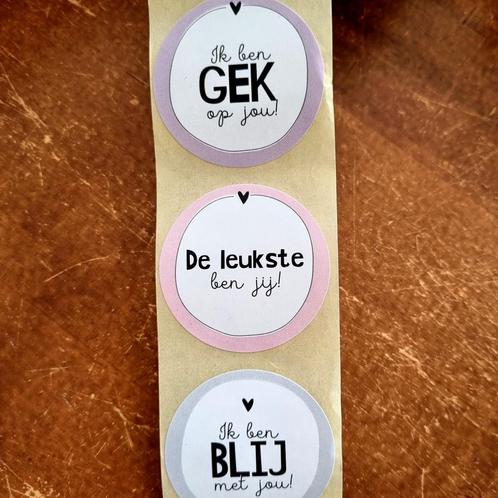 Ik ben
GEK
op jou!
De leukste
ben jij!
Ik ben
BLIJ
met jou!